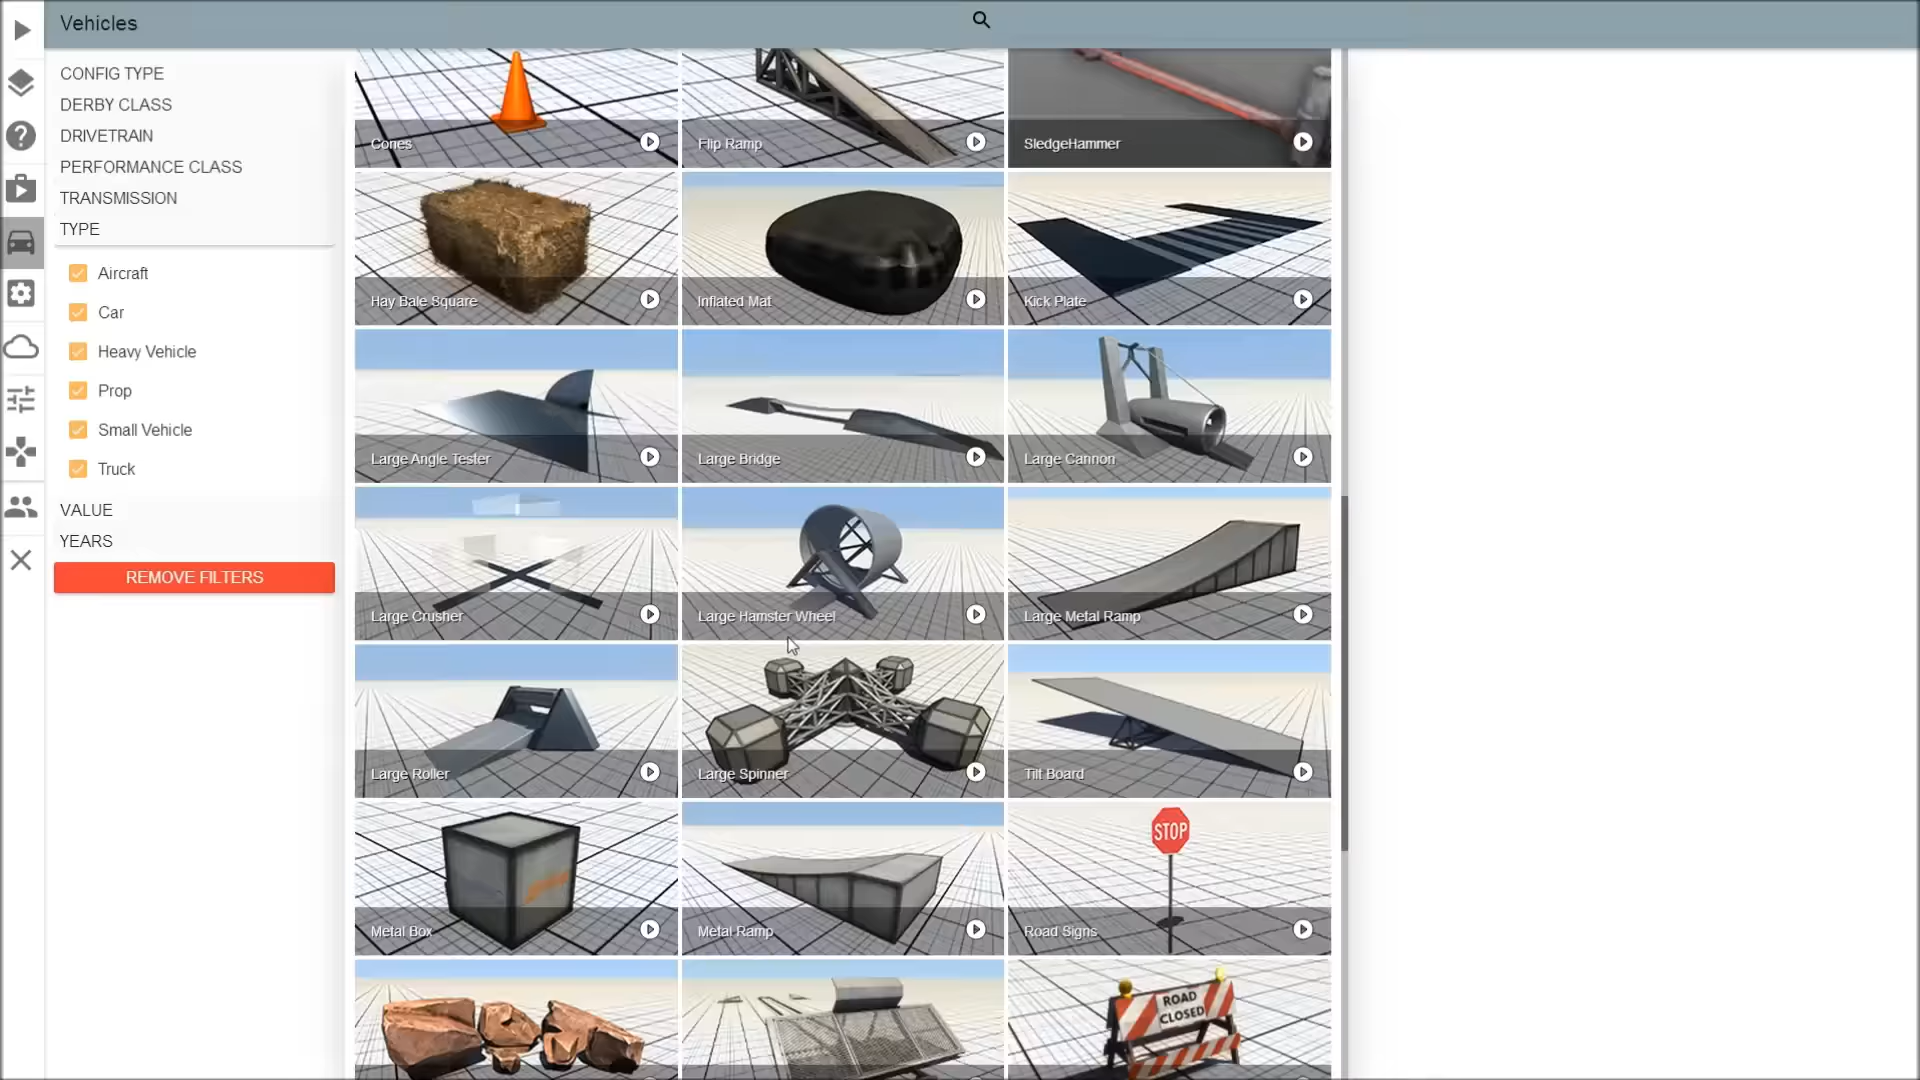 Vehicles
CONFIG TYPE
DERBY CLASS
DRIVETRAIN
PERFORMANCE CLASS
TRANSMISSION
TYPE
Aircraft
Car
Heavy Vehicle
Prop
Small Vehicle
Truck
VALUE
YEARS
REMOVE FILTERS
Cones
Flip Ramp
SledgeHammer
Hay Bale Square
Inflated Mat
Kick Plate
Large Angle Tester
Large Bridge
Large Cannon
Large Crusher
Large Hamster Wheel
Large Metal Ramp
Large Roller
Large Spinner
Tilt Board
Metal Box
Metal Ramp
STOP
Road Signs
ROAD
CLOSED